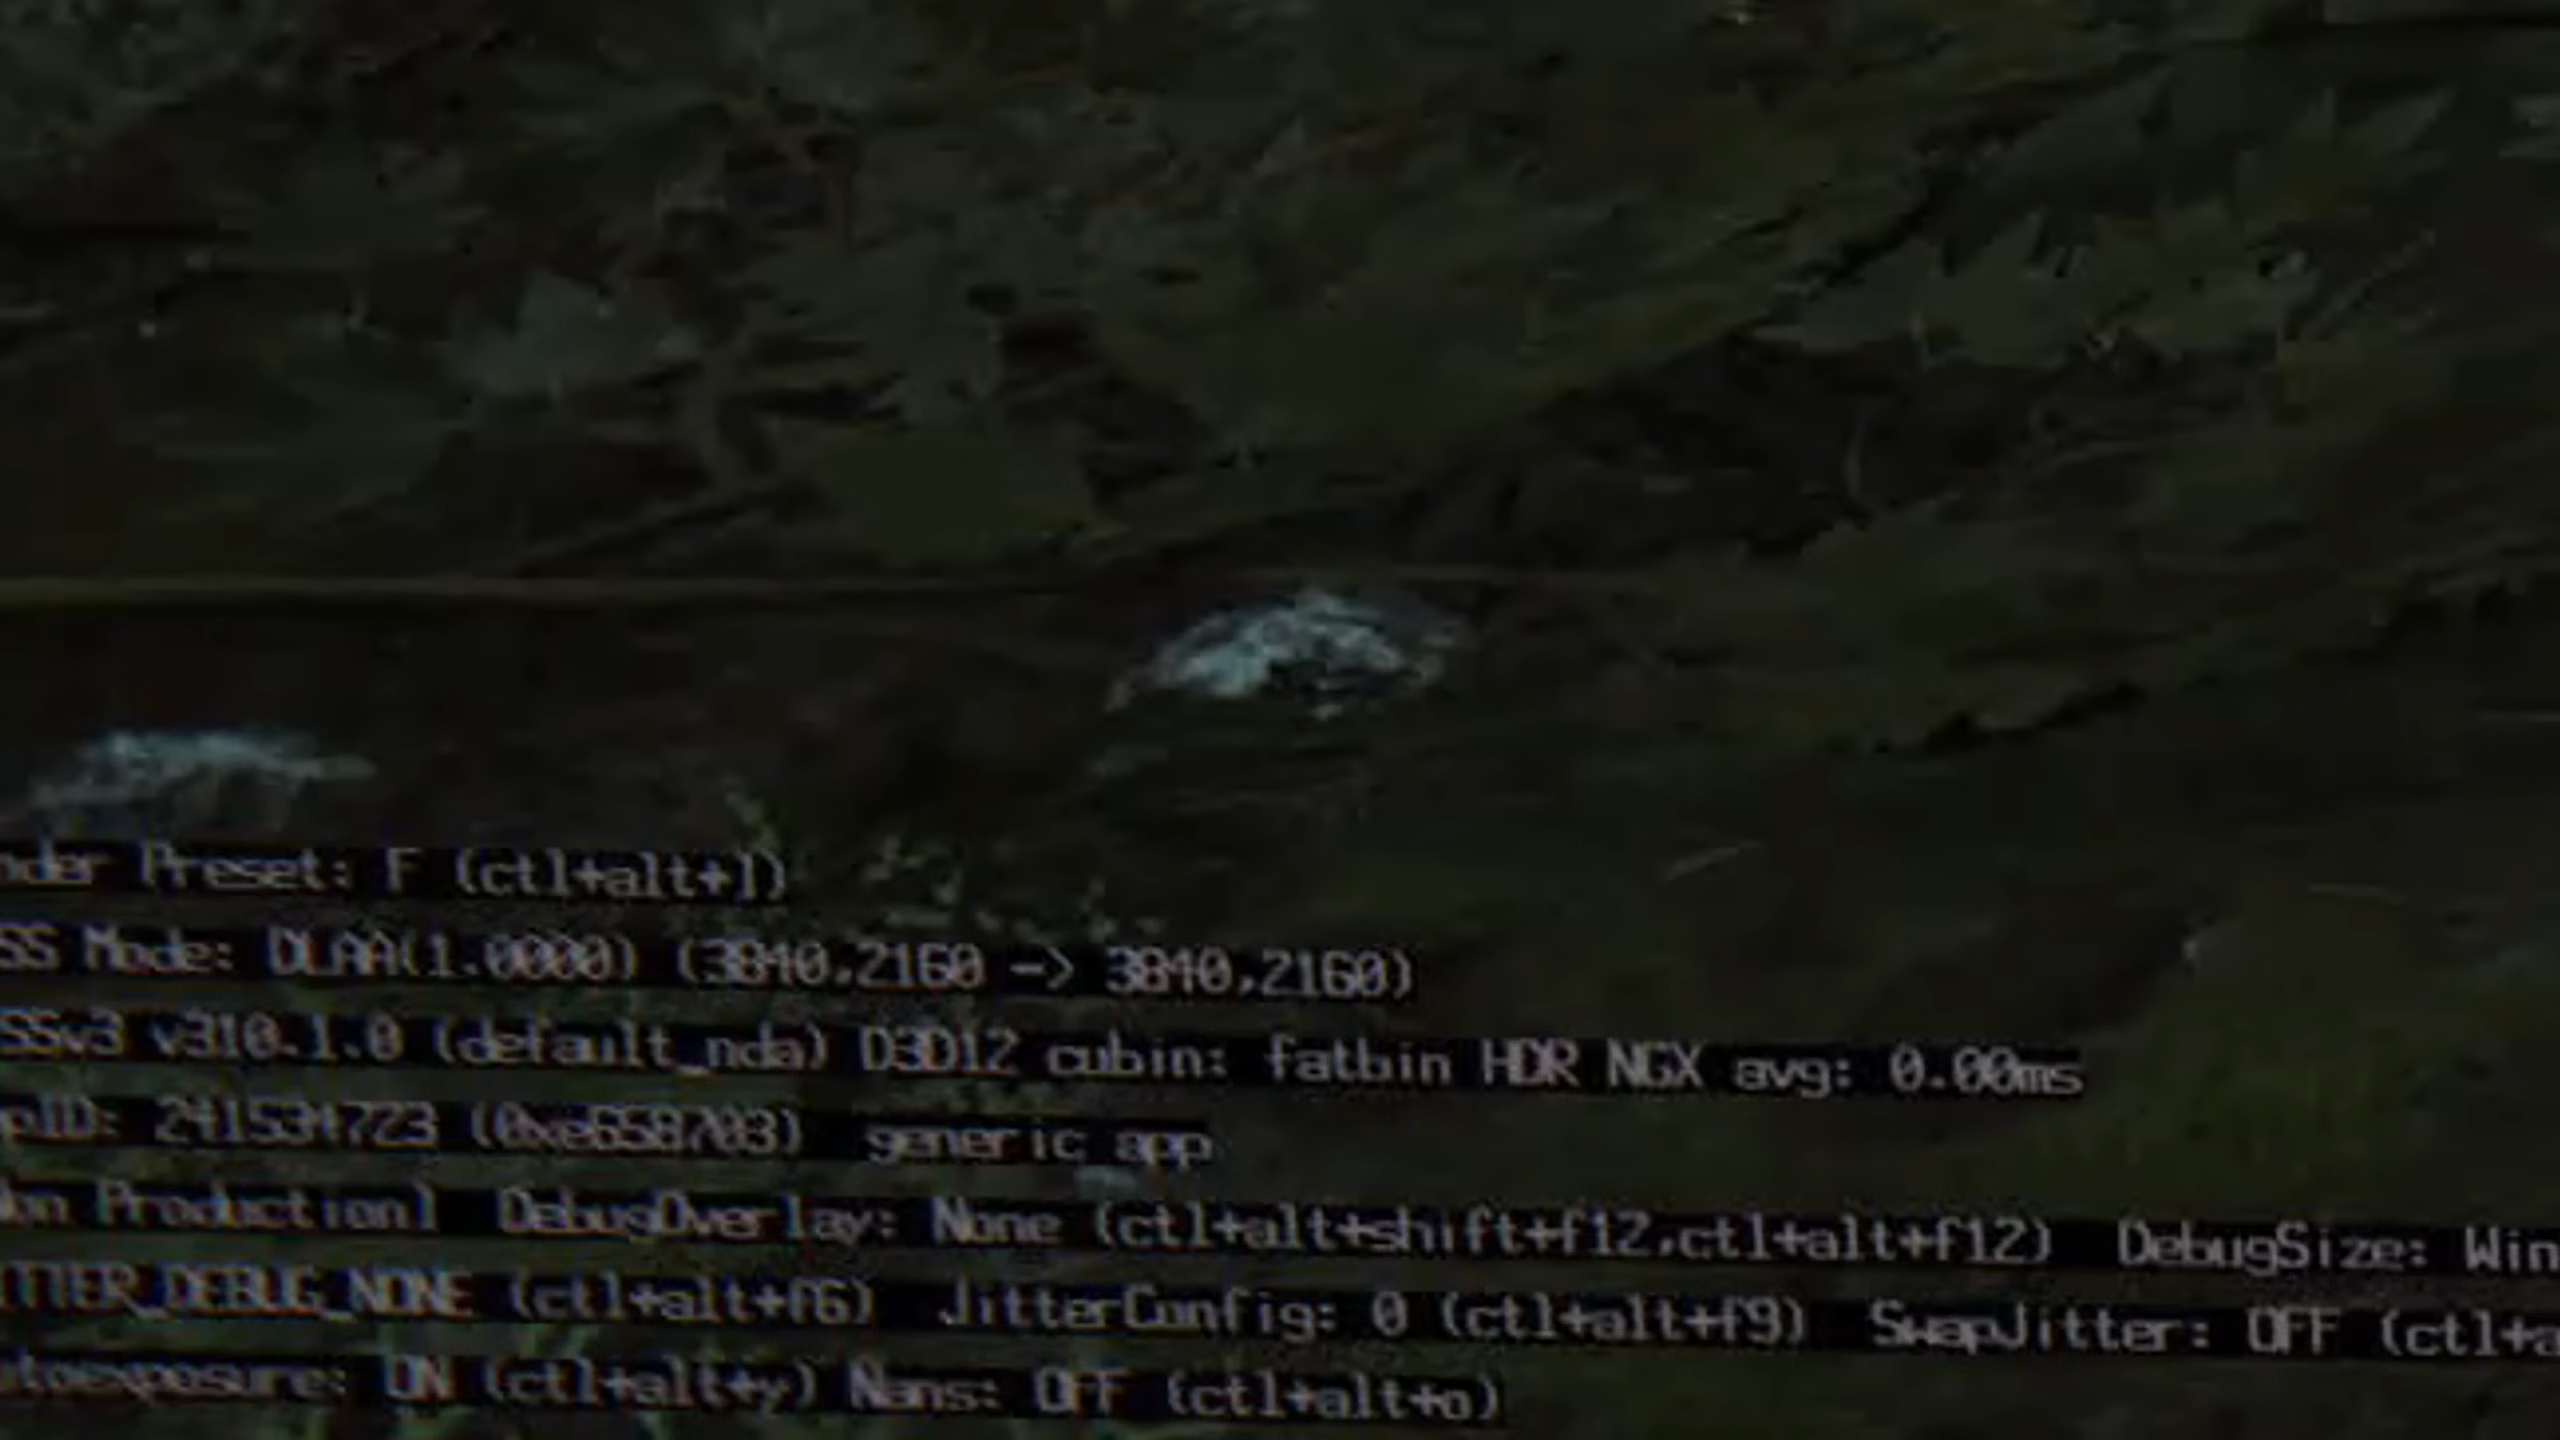 nder Preset: F (ctl+alt+])
SS Mode: DLAA(1.0000) (3840,2160 -> 3840,2160)
SSv3 v310.1.0 (default_nda) D3D12 cubin: fatbin HDR NGX avg: 0.00ms
pID: 241534723 (0xe658703) generic app
Non Production] DebugOverlay: None (ctl+alt+shift+f12,ctl+alt+f12) DebugSize: Win
ITTER_DEBUG_NONE (ctl+alt+f6) JitterConfig: 0 (ctl+alt+f9) SwapJitter: OFF (ctl+a
toexposure: ON (ctl+alt+y) Nans: OFF (ctl+alt+o)